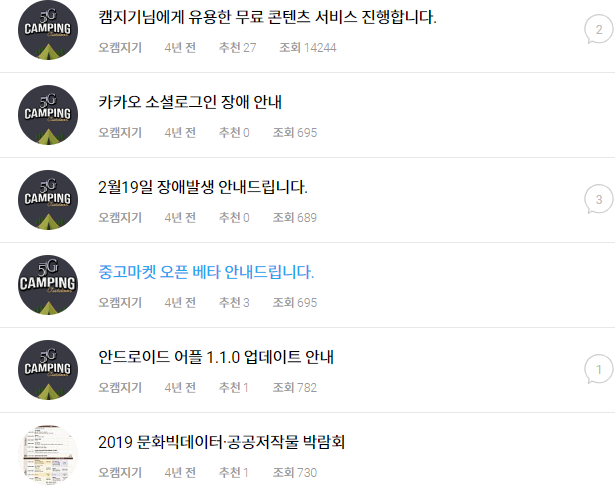 5G
CAMPING
캠지기님에게 유용한 무료 콘텐츠 서비스 진행합니다.
오캠지기 4년 전 추천 27 조회 14244
2
5G
CAMPING
카카오 소셜로그인 장애 안내
오캠지기 4년 전 추천 0 조회 695
5G
CAMPING
2월19일 장애발생 안내드립니다.
오캠지기 4년 전 추천 0 조회 689
3
5G
CAMPING
중고마켓 오픈 베타 안내드립니다.
오캠지기 4년 전 추천 3 조회 695
5G
CAMPING
안드로이드 어플 1.1.0 업데이트 안내
오캠지기 4년 전 추천 1 조회 782
1
2019 문화빅데이터·공공저작물 박람회
오캠지기 4년 전 추천 1 조회 730